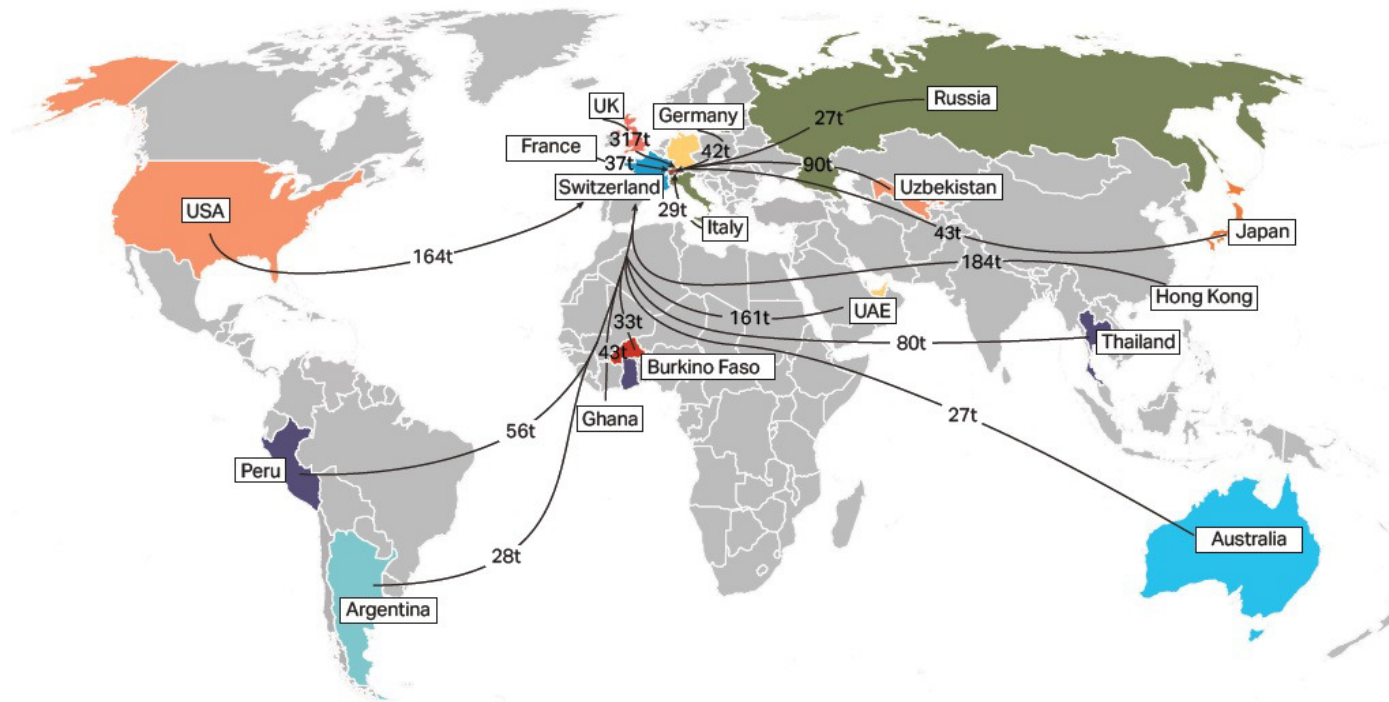 Russia
UK
Germany
27t
317t
France
42t
37t
90t
Switzerland
Uzbekistan
USA
29t
Italy
43t
Japan
164t
184t
Hong Kong
UAE
161t
33t
80t
Thailand
43t
Burkino Faso
27t
Ghana
56t
Peru
Australia
28t
Argentina